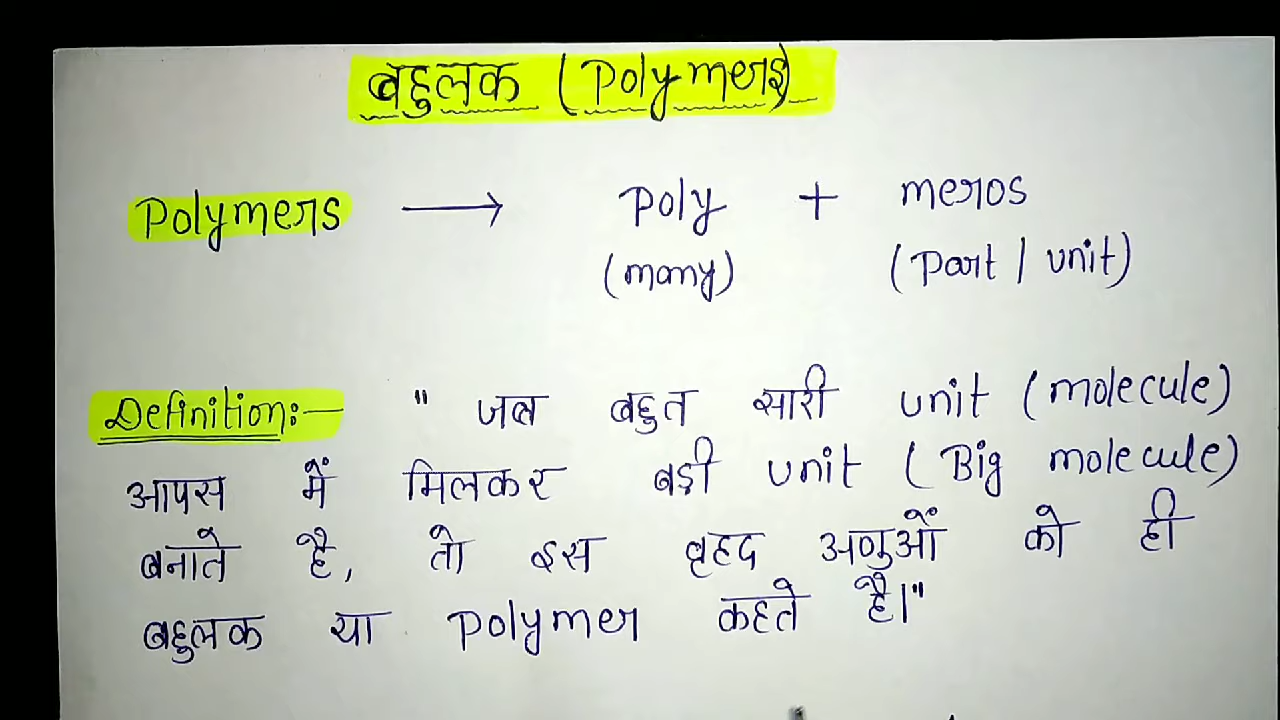 बहुलक (Polymers)
Polymers → Poly + meros
(many) (Part / unit)
Definition:— " जब बहुत सारी unit (molecule)
आपस में मिलकर बड़ी unit (Big molecule)
बनाते है, तो इस वृहद अणुओं को ही
बहुलक या Polymer कहते है।"